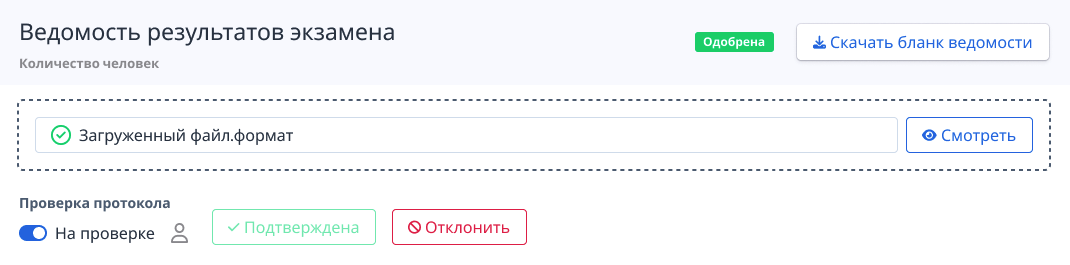 Ведомость результатов экзамена
Количество человек
Одобрена
Скачать бланк ведомости
Загруженный файл.формат
Смотреть
Проверка протокола
На проверке
Подтверждена
Отклонить